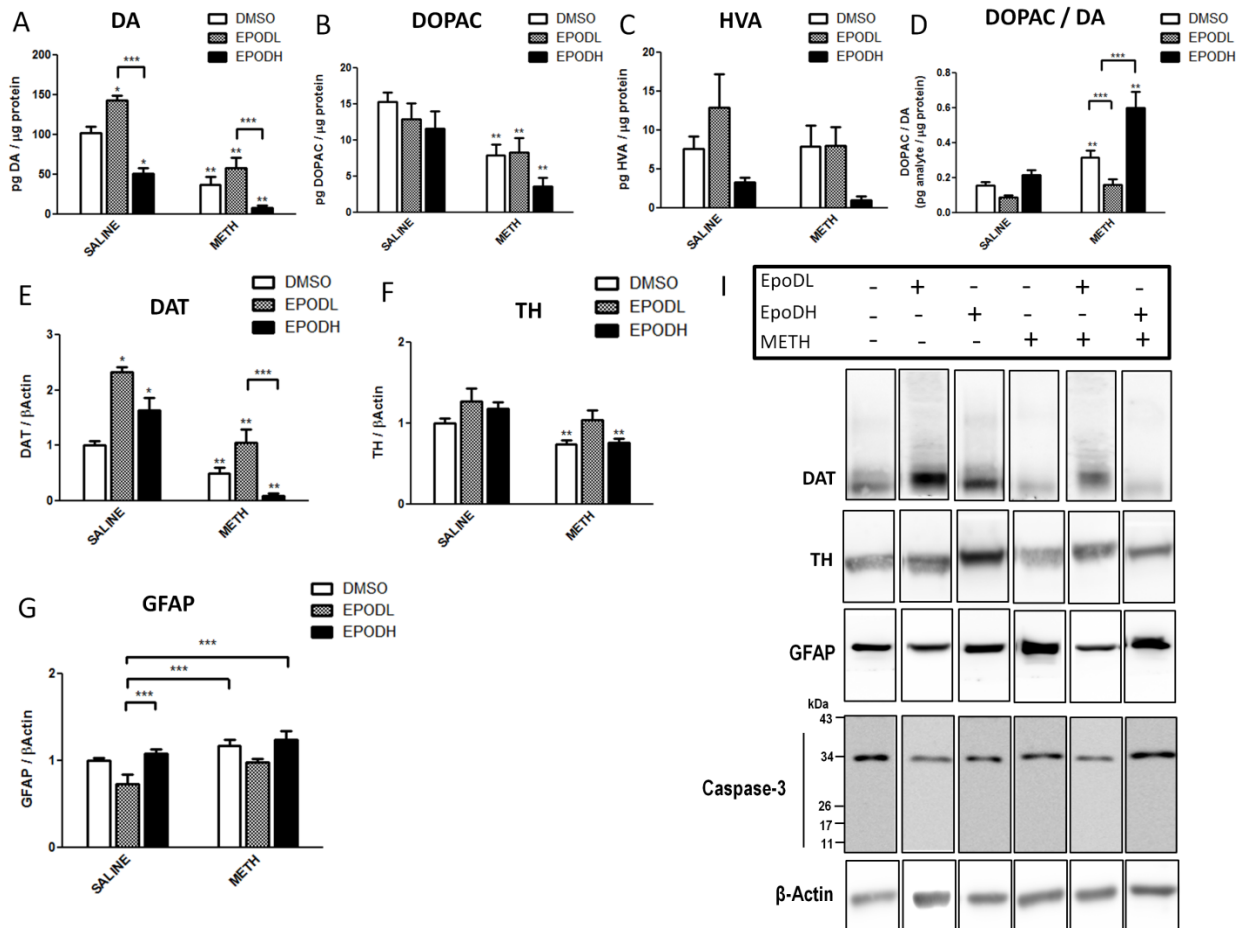 A
DA
DMSO
EPODL
EPODH
pg DA / µg protein
200
150
100
50
0
***
*
*
**
**
***
**
SALINE
METH
B
DOPAC
DMSO
EPODL
EPODH
pg DOPAC / µg protein
20
15
10
5
0
**
**
**
SALINE
METH
C
HVA
DMSO
EPODL
EPODH
pg HVA / µg protein
20
15
10
5
0
SALINE
METH
D
DOPAC / DA
DMSO
EPODL
EPODH
DOPAC / DA
(pg analyte / µg protein)
0.8
0.6
0.4
0.2
0.0
***
***
**
**
SALINE
METH
E
DAT
DMSO
EPODL
EPODH
DAT / βActin
3
2
1
0
*
*
***
**
**
**
SALINE
METH
F
TH
DMSO
EPODL
EPODH
TH / βActin
2
1
0
**
**
SALINE
METH
G
GFAP
DMSO
EPODL
EPODH
GFAP / βActin
2
1
0
***
***
***
SALINE
METH
I
EpoDL - + - - + -
EpoDH - - + - - +
METH - - - + + +
DAT
TH
GFAP
kDa
43
34
26
17
11
Caspase-3
β-Actin